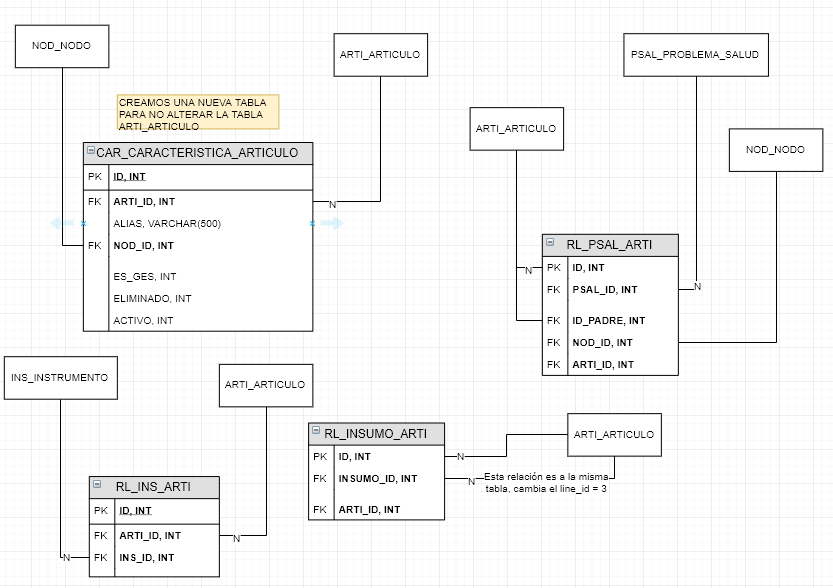 NOD_NODO
ARTI_ARTICULO
CREAMOS UNA NUEVA TABLA
PARA NO ALTERAR LA TABLA
ARTI_ARTICULO
CAR_CARACTERISTICA_ARTICULO
PK ID, INT
FK ARTI_ID, INT
ALIAS, VARCHAR(500)
FK NOD_ID, INT
ES_GES, INT
ELIMINADO, INT
ACTIVO, INT
N
PSAL_PROBLEMA_SALUD
ARTI_ARTICULO
NOD_NODO
RL_PSAL_ARTI
N
PK ID, INT
FK PSAL_ID, INT
N
FK ID_PADRE, INT
FK NOD_ID, INT
FK ARTI_ID, INT
INS_INSTRUMENTO
ARTI_ARTICULO
RL_INS_ARTI
PK ID, INT
FK ARTI_ID, INT
N
N
FK INS_ID, INT
RL_INSUMO_ARTI
PK ID, INT
N
FK INSUMO_ID, INT
N
FK ARTI_ID, INT
ARTI_ARTICULO
Esta relación es a la misma
tabla, cambia el line_id = 3